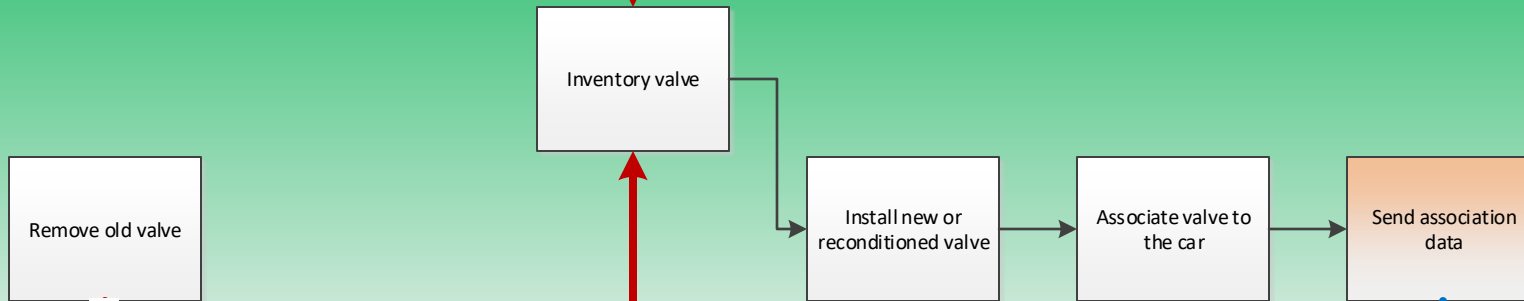 Inventory valve
Remove old valve
Install new or
reconditioned valve
Associate valve to
the car
Send association
data